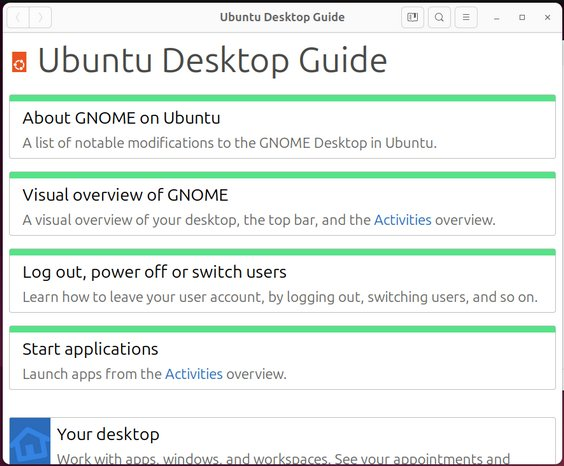 Ubuntu Desktop Guide
Ubuntu Desktop Guide
About GNOME on Ubuntu
A list of notable modifications to the GNOME Desktop in Ubuntu.
Visual overview of GNOME
A visual overview of your desktop, the top bar, and the Activities overview.
Log out, power off or switch users
Learn how to leave your user account, by logging out, switching users, and so on.
Start applications
Launch apps from the Activities overview.
Your desktop
Work with apps, windows, and workspaces. See your appointments and